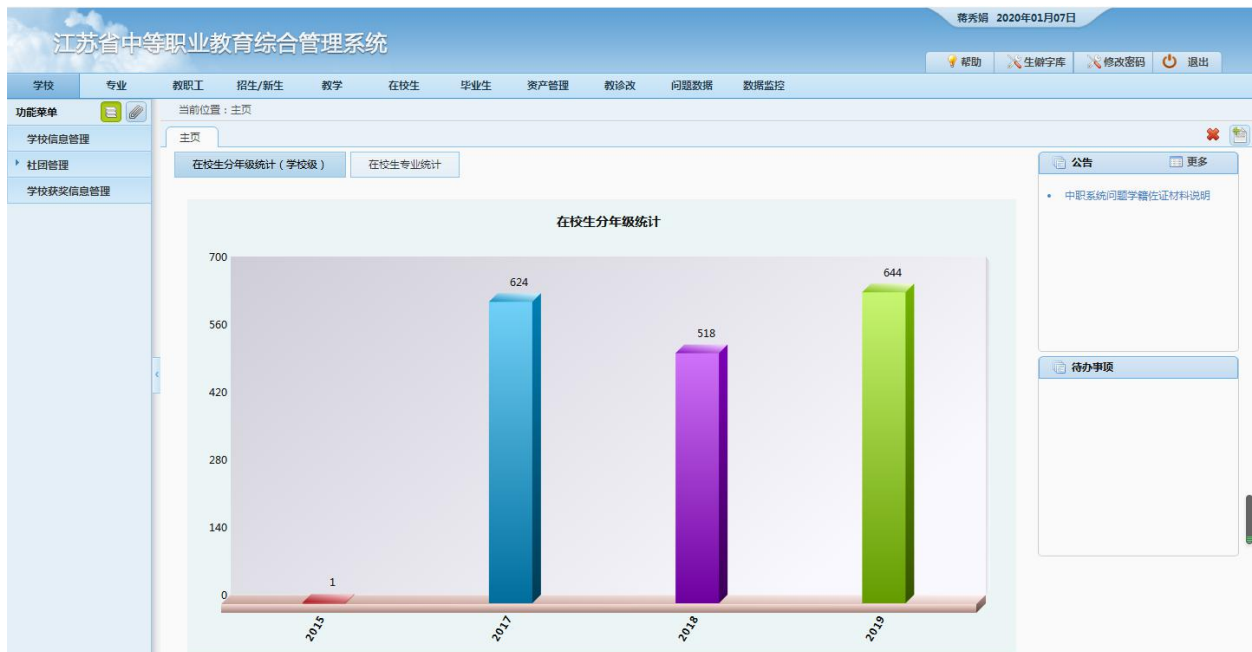 蒋秀娟 2020年01月07日
江苏省中等职业教育综合管理系统
帮助 生僻字库 修改密码 退出
学校 专业 教职工 招生/新生 教学 在校生 毕业生 资产管理 教诊改 问题数据 数据监控
功能菜单
当前位置：主页
学校信息管理
社团管理
学校获奖信息管理
主页
在校生分年级统计（学校级） 在校生专业统计
公告 更多
中职系统问题学籍佐证材料说明
待办事项
在校生分年级统计
700
560
420
280
140
0
1
624
518
644
2015
2017
2018
2019